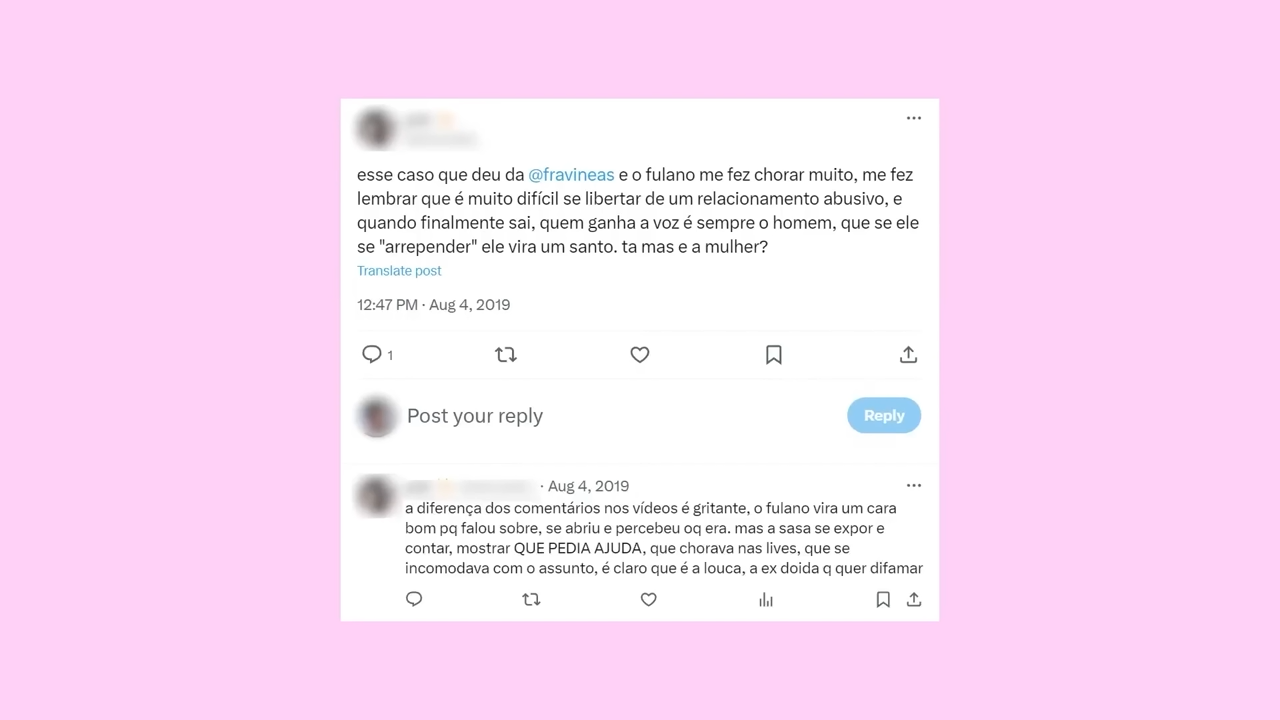 esse caso que deu da @fravineas e o fulano me fez chorar muito, me fez
lembrar que é muito difícil se libertar de um relacionamento abusivo, e
quando finalmente sai, quem ganha a voz é sempre o homem, que se ele
se "arrepender" ele vira um santo. ta mas e a mulher?
Translate post
12:47 PM · Aug 4, 2019
1
Post your reply
Reply
· Aug 4, 2019
a diferença dos comentários nos vídeos é gritante, o fulano vira um cara
bom pq falou sobre, se abriu e percebeu oq era. mas a sasa se expor e
contar, mostrar QUE PEDIA AJUDA, que chorava nas lives, que se
incomodava com o assunto, é claro que é a louca, a ex doida q quer difamar